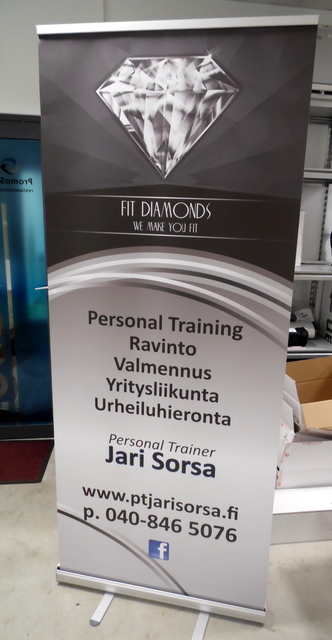 FIT DIAMONDS
WE MAKE YOU FIT
Personal Training
Ravinto
Valmennus
Yritysliikunta
Urheiluhieronta
Personal Trainer
Jari Sorsa
www.ptjarisorsa.fi
p. 040-846 5076
f